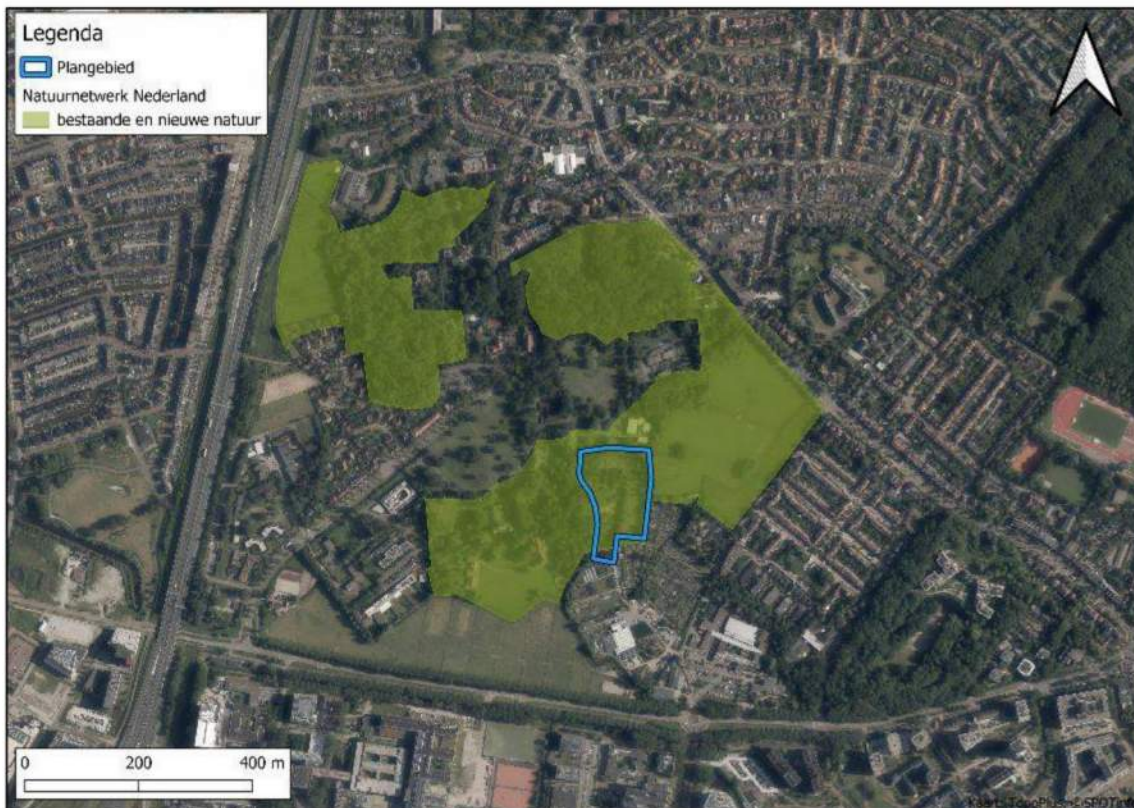 Legenda
Plangebied
Natuurnetwerk Nederland
bestaande en nieuwe natuur
0 200 400 m